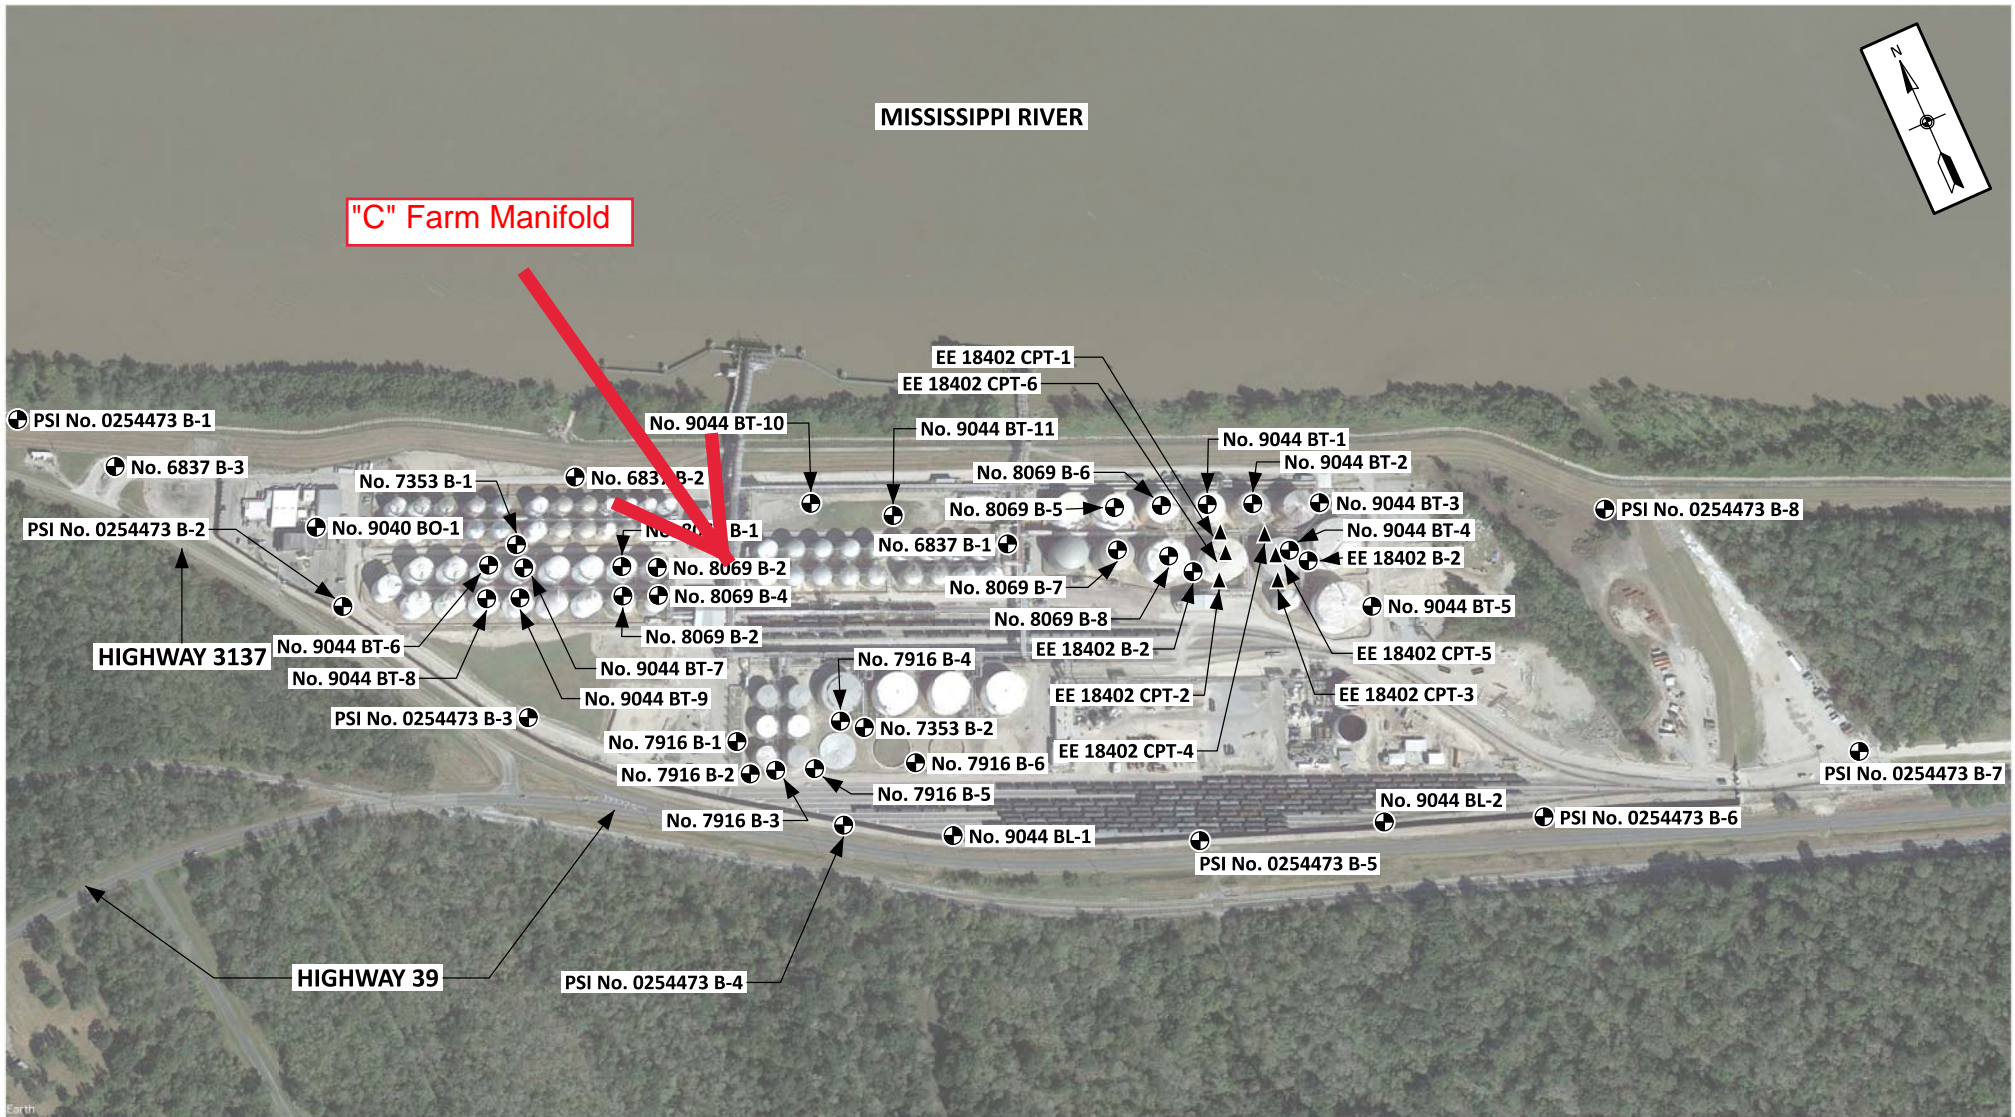 N
MISSISSIPPI RIVER
"C" Farm Manifold
EE 18402 CPT-1
EE 18402 CPT-6
PSI No. 0254473 B-1
No. 9044 BT-10
No. 9044 BT-11
No. 9044 BT-1
No. 9044 BT-2
No. 6837 B-3
No. 7353 B-1
No. 6837 B-2
No. 8069 B-6
No. 8069 B-5
No. 9044 BT-3
PSI No. 0254473 B-8
PSI No. 0254473 B-2
No. 9040 BO-1
No. 8069 B-1
No. 6837 B-1
No. 9044 BT-4
EE 18402 B-2
No. 8069 B-2
No. 8069 B-7
No. 8069 B-4
No. 9044 BT-5
No. 8069 B-8
No. 8069 B-2
HIGHWAY 3137
No. 9044 BT-6
EE 18402 B-2
EE 18402 CPT-5
No. 9044 BT-7
No. 7916 B-4
No. 9044 BT-8
No. 9044 BT-9
EE 18402 CPT-2
EE 18402 CPT-3
PSI No. 0254473 B-3
No. 7353 B-2
No. 7916 B-1
EE 18402 CPT-4
No. 7916 B-2
No. 7916 B-6
PSI No. 0254473 B-7
No. 7916 B-5
No. 9044 BL-2
No. 7916 B-3
PSI No. 0254473 B-6
No. 9044 BL-1
PSI No. 0254473 B-5
HIGHWAY 39
PSI No. 0254473 B-4
Earth